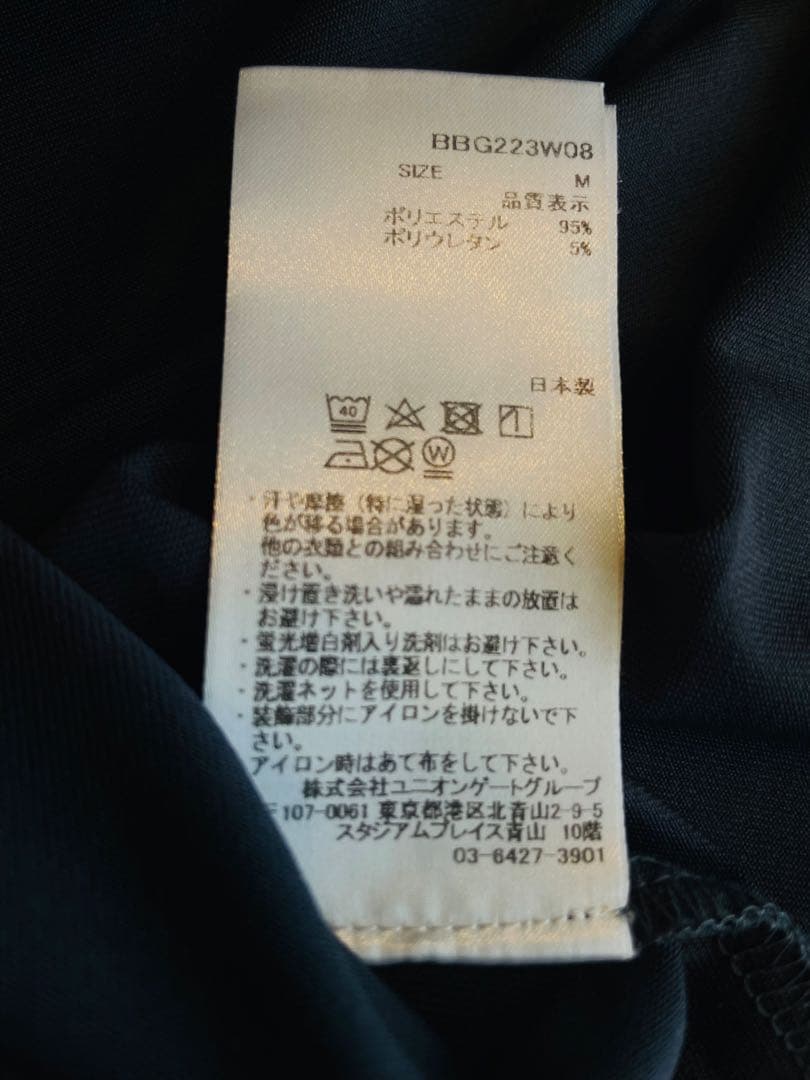 BBG223W08
SIZE M
品質表示
ポリエステル 95%
ポリウレタン 5%
日本製
40
W
・汗や摩擦（特に湿った状態）により
色が移る場合があります。
他の衣類との組み合わせにご注意く
ださい。
・浸け置き洗いや濡れたままの放置は
お避け下さい。
・蛍光増白剤入り洗剤はお避け下さい。
・洗濯の際には裏返しにして下さい。
・洗濯ネットを使用して下さい。
・装飾部分にアイロンを掛けないで下
さい。
アイロン時はあて布をして下さい。
株式会社ユニオンゲートグループ
〒107-0061 東京都港区北青山2-9-5
スタジアムプレイス青山 10階
03-6427-3901